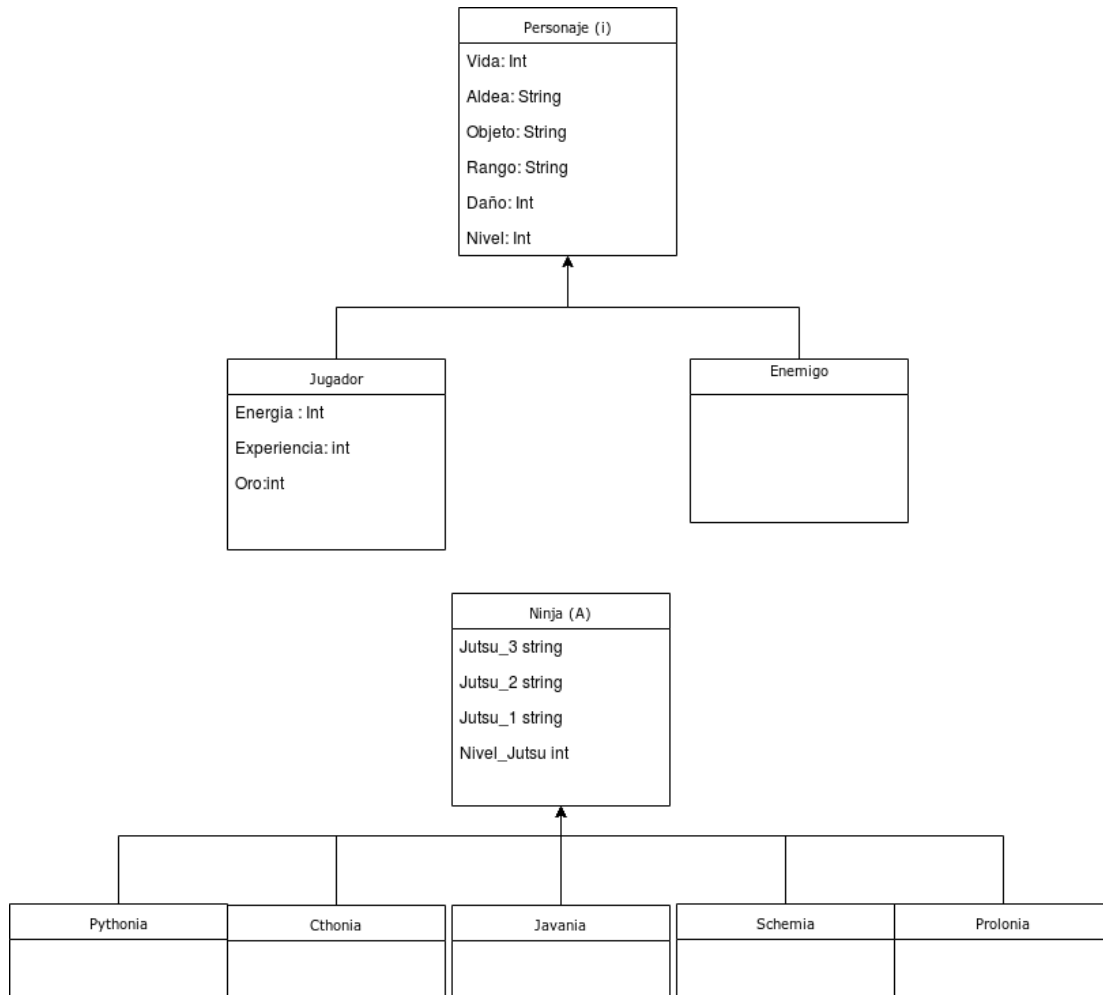 Personaje (i)
Vida: Int
Aldea: String
Objeto: String
Rango: String
Daño: Int
Nivel: Int
Jugador
Energia : Int
Experiencia: int
Oro:int
Enemigo
Ninja (A)
Jutsu_3 string
Jutsu_2 string
Jutsu_1 string
Nivel_Jutsu int
Pythonia
Cthonia
Javania
Schemia
Prolonia